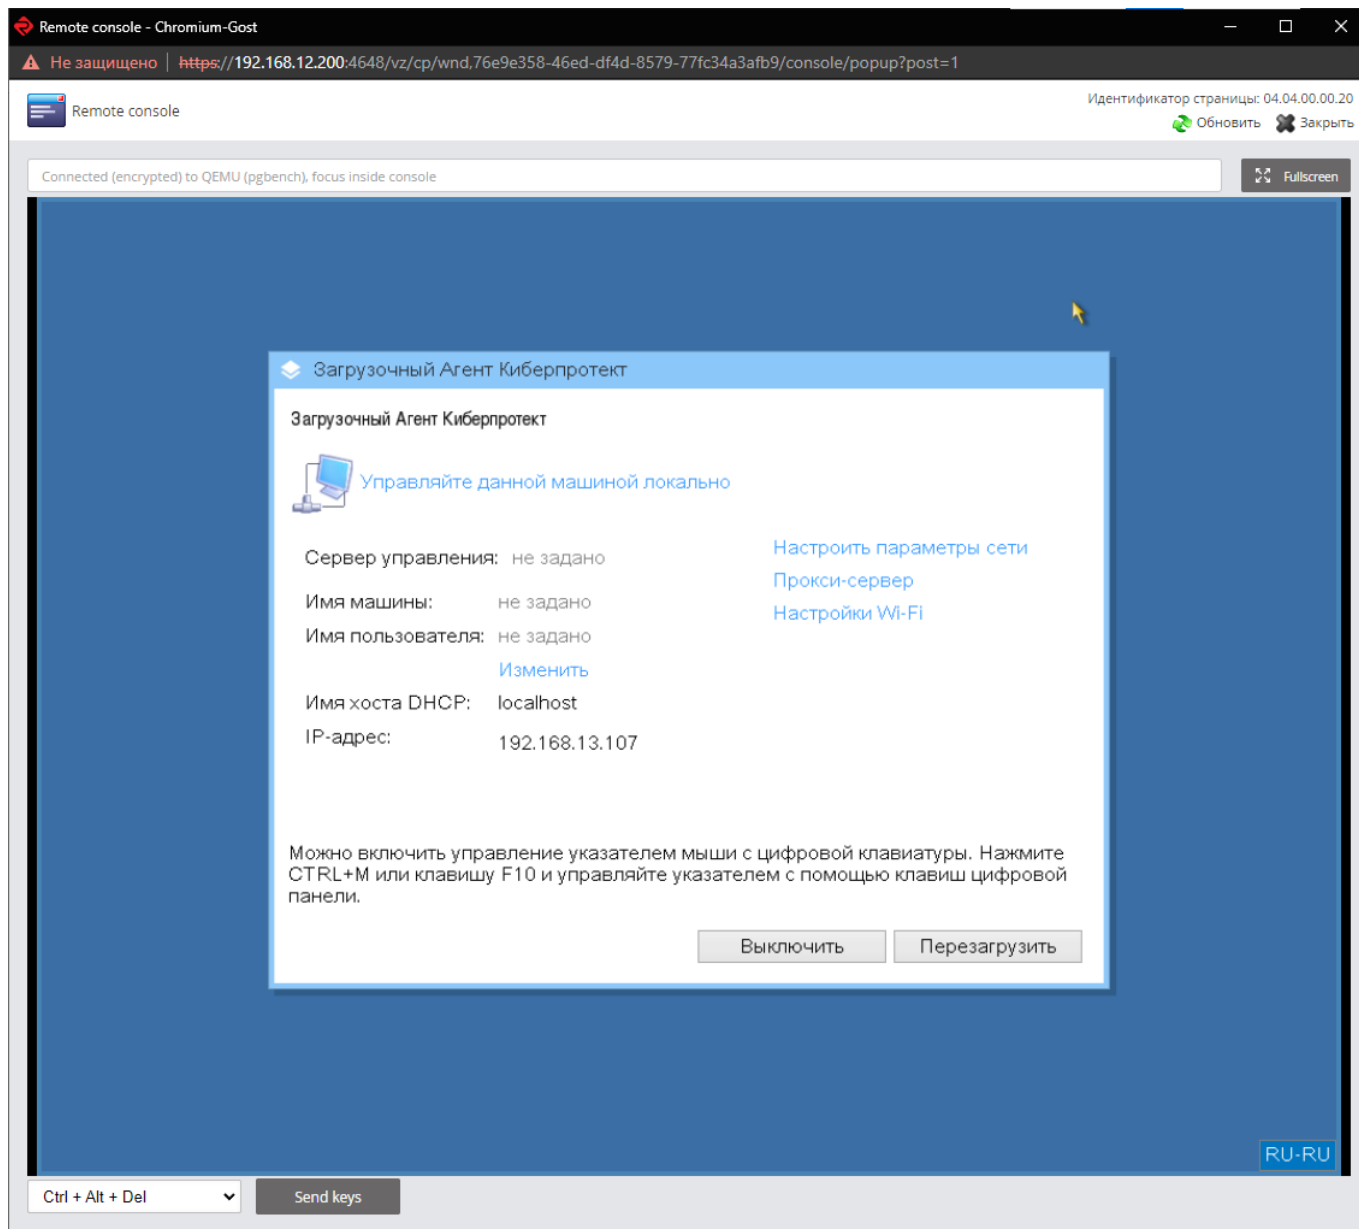 Remote console - Chromium-Gost
Не защищено | https://192.168.12.200:4648/vz/cp/wnd,76e9e358-46ed-df4d-8579-77fc34a3afb9/console/popup?post=1
Remote console
Идентификатор страницы: 04.04.00.00.20
Обновить Закрыть
Connected (encrypted) to QEMU (pgbench), focus inside console
Fullscreen
Загрузочный Агент Киберпротект
Загрузочный Агент Киберпротект
Управляйте данной машиной локально
Сервер управления: не задано
Имя машины: не задано
Имя пользователя: не задано
Изменить
Имя хоста DHCP: localhost
IP-адрес: 192.168.13.107
Настроить параметры сети
Прокси-сервер
Настройки Wi-Fi
Можно включить управление указателем мыши с цифровой клавиатуры. Нажмите
CTRL+M или клавишу F10 и управляйте указателем с помощью клавиш цифровой
панели.
Выключить Перезагрузить
RU-RU
Ctrl + Alt + Del Send keys